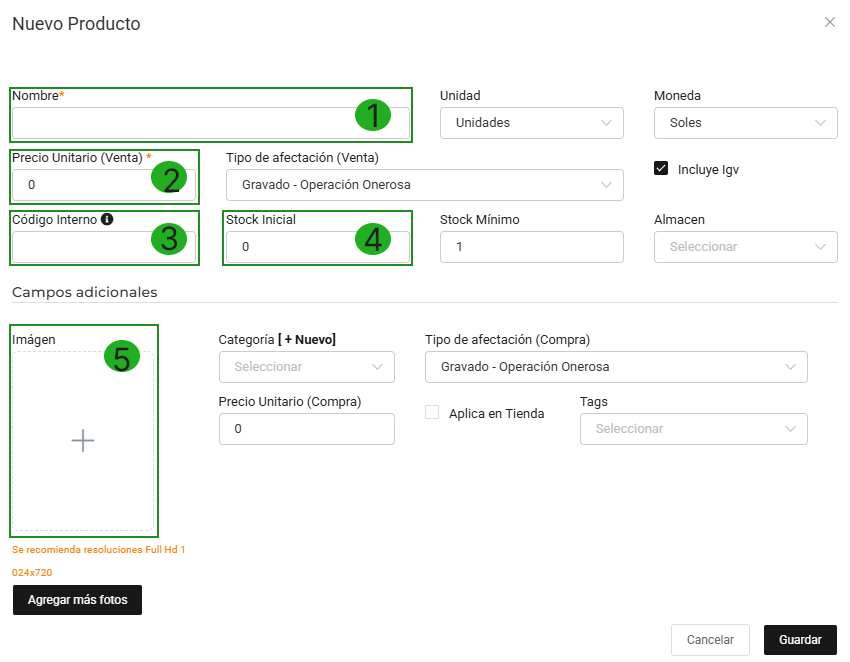 Nuevo Producto
Nombre* 1
Unidad
Unidades
Moneda
Soles
Precio Unitario (Venta) * 2
0
Tipo de afectación (Venta)
Gravado - Operación Onerosa
Incluye Igv
Código Interno 3
Stock Inicial 4
0
Stock Mínimo
1
Almacen
Seleccionar
Campos adicionales
Imágen 5
Categoría [ + Nuevo]
Seleccionar
Tipo de afectación (Compra)
Gravado - Operación Onerosa
Precio Unitario (Compra)
0
Aplica en Tienda
Tags
Seleccionar
Se recomienda resoluciones Full Hd 1
024x720
Agregar más fotos
Cancelar
Guardar